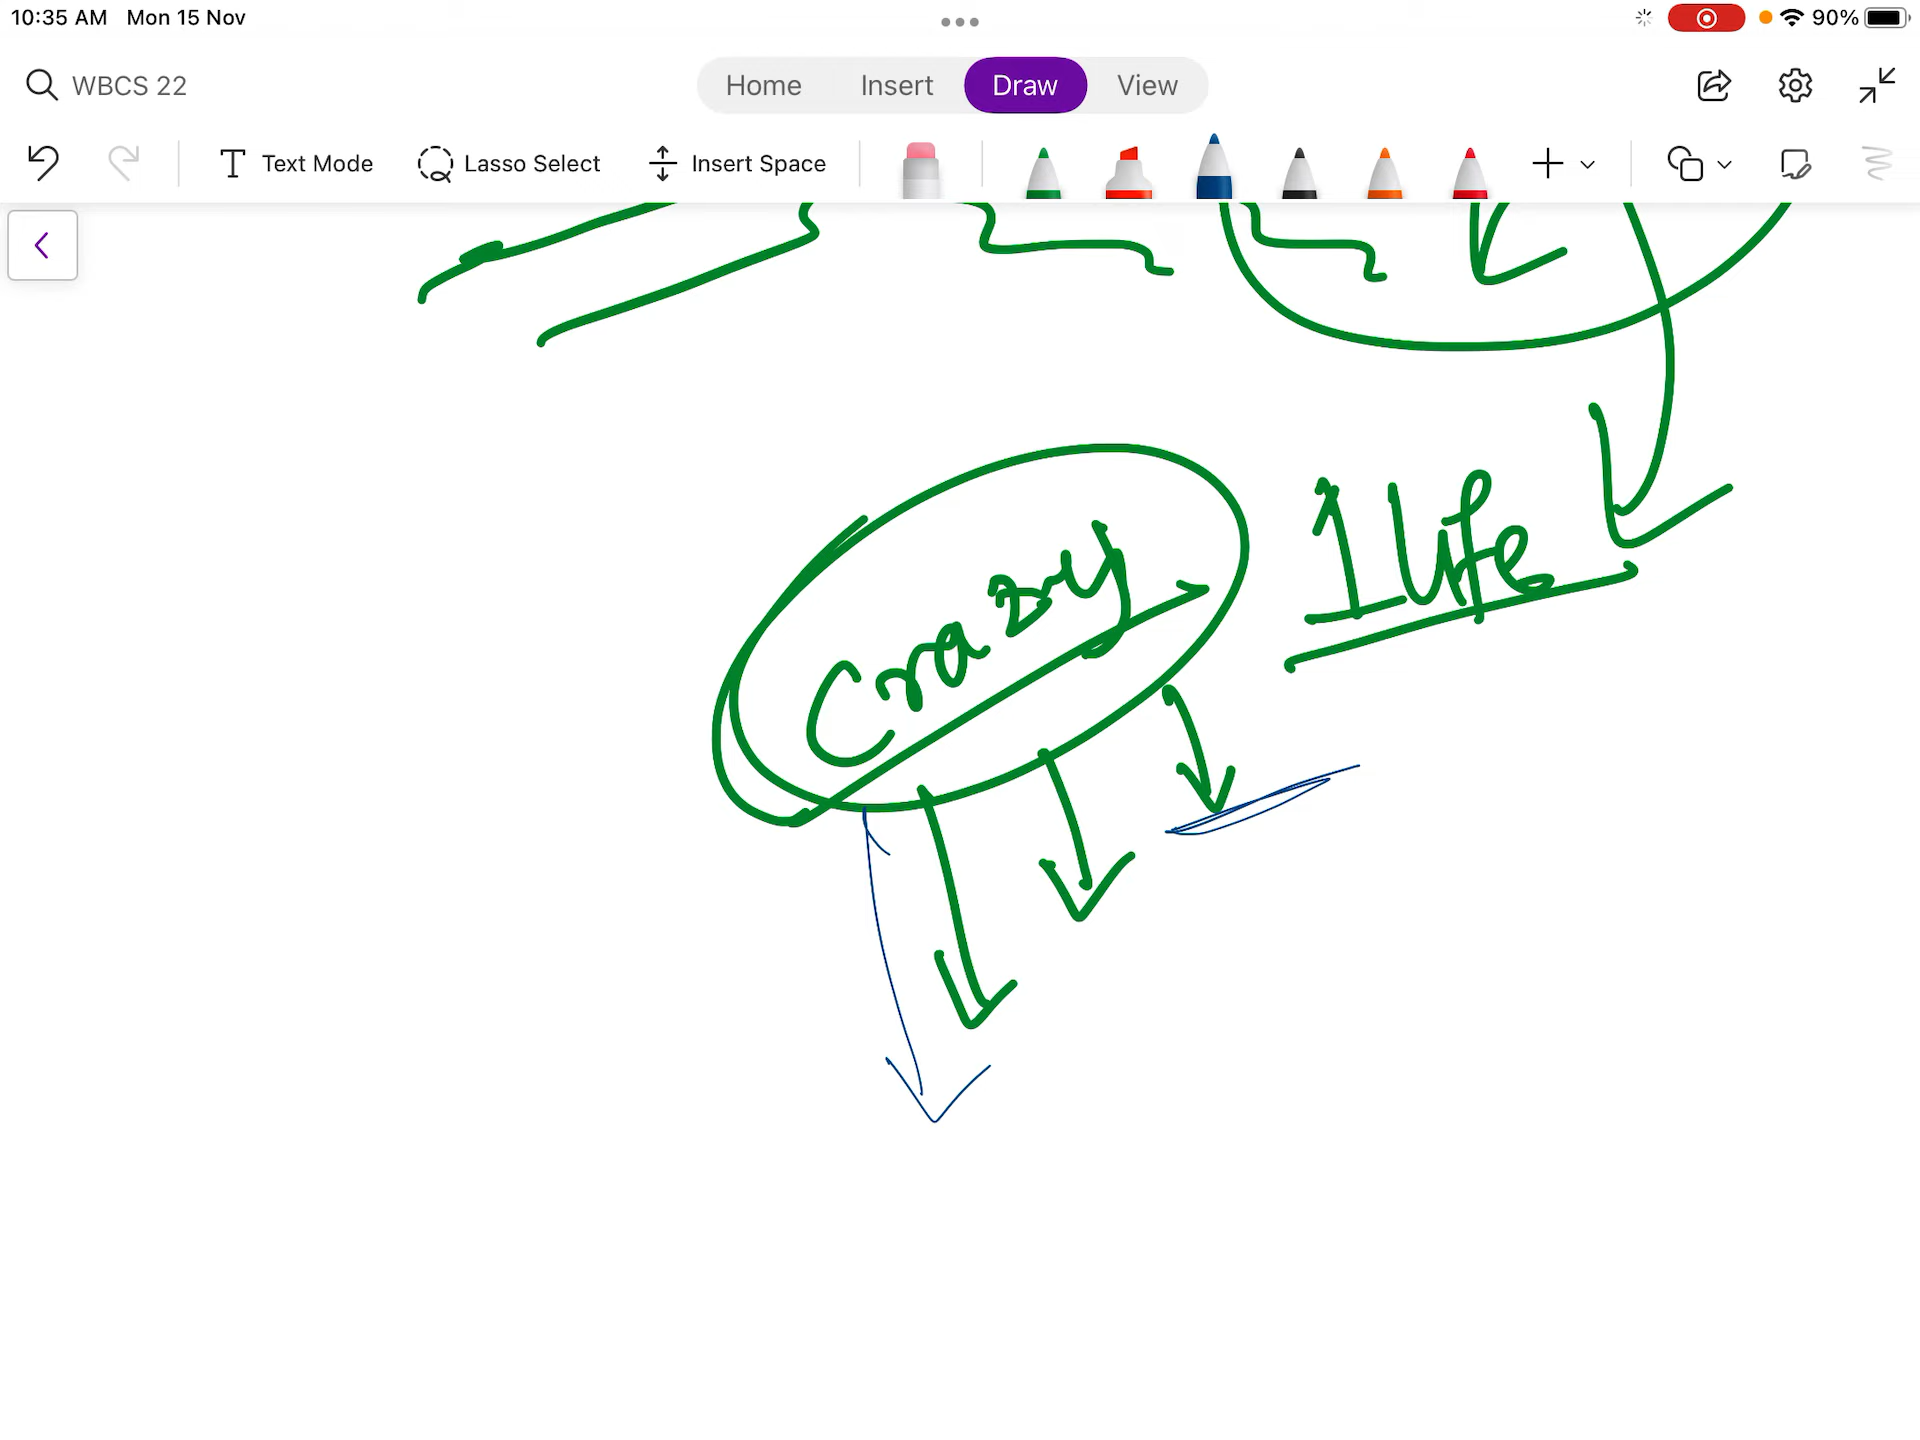 10:35 AM Mon 15 Nov
90%
WBCS 22
Home Insert Draw View
Text Mode Lasso Select Insert Space
Crazy
1 life